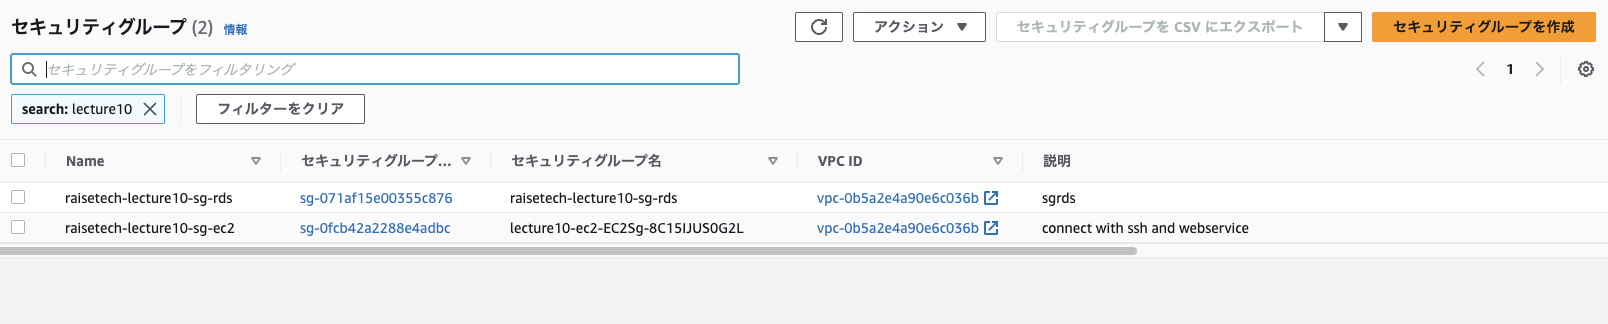 セキュリティグループ (2) 情報
アクション
セキュリティグループを CSV にエクスポート
セキュリティグループを作成
セキュリティグループをフィルタリング
1
search: lecture10
フィルターをクリア
Name セキュリティグループ... セキュリティグループ名 VPC ID 説明
raisetech-lecture10-sg-rds sg-071af15e00355c876 raisetech-lecture10-sg-rds vpc-0b5a2e4a90e6c036b sgrds
raisetech-lecture10-sg-ec2 sg-0fcb42a2288e4adbc lecture10-ec2-EC2Sg-8C15IJUS0G2L vpc-0b5a2e4a90e6c036b connect with ssh and webservice